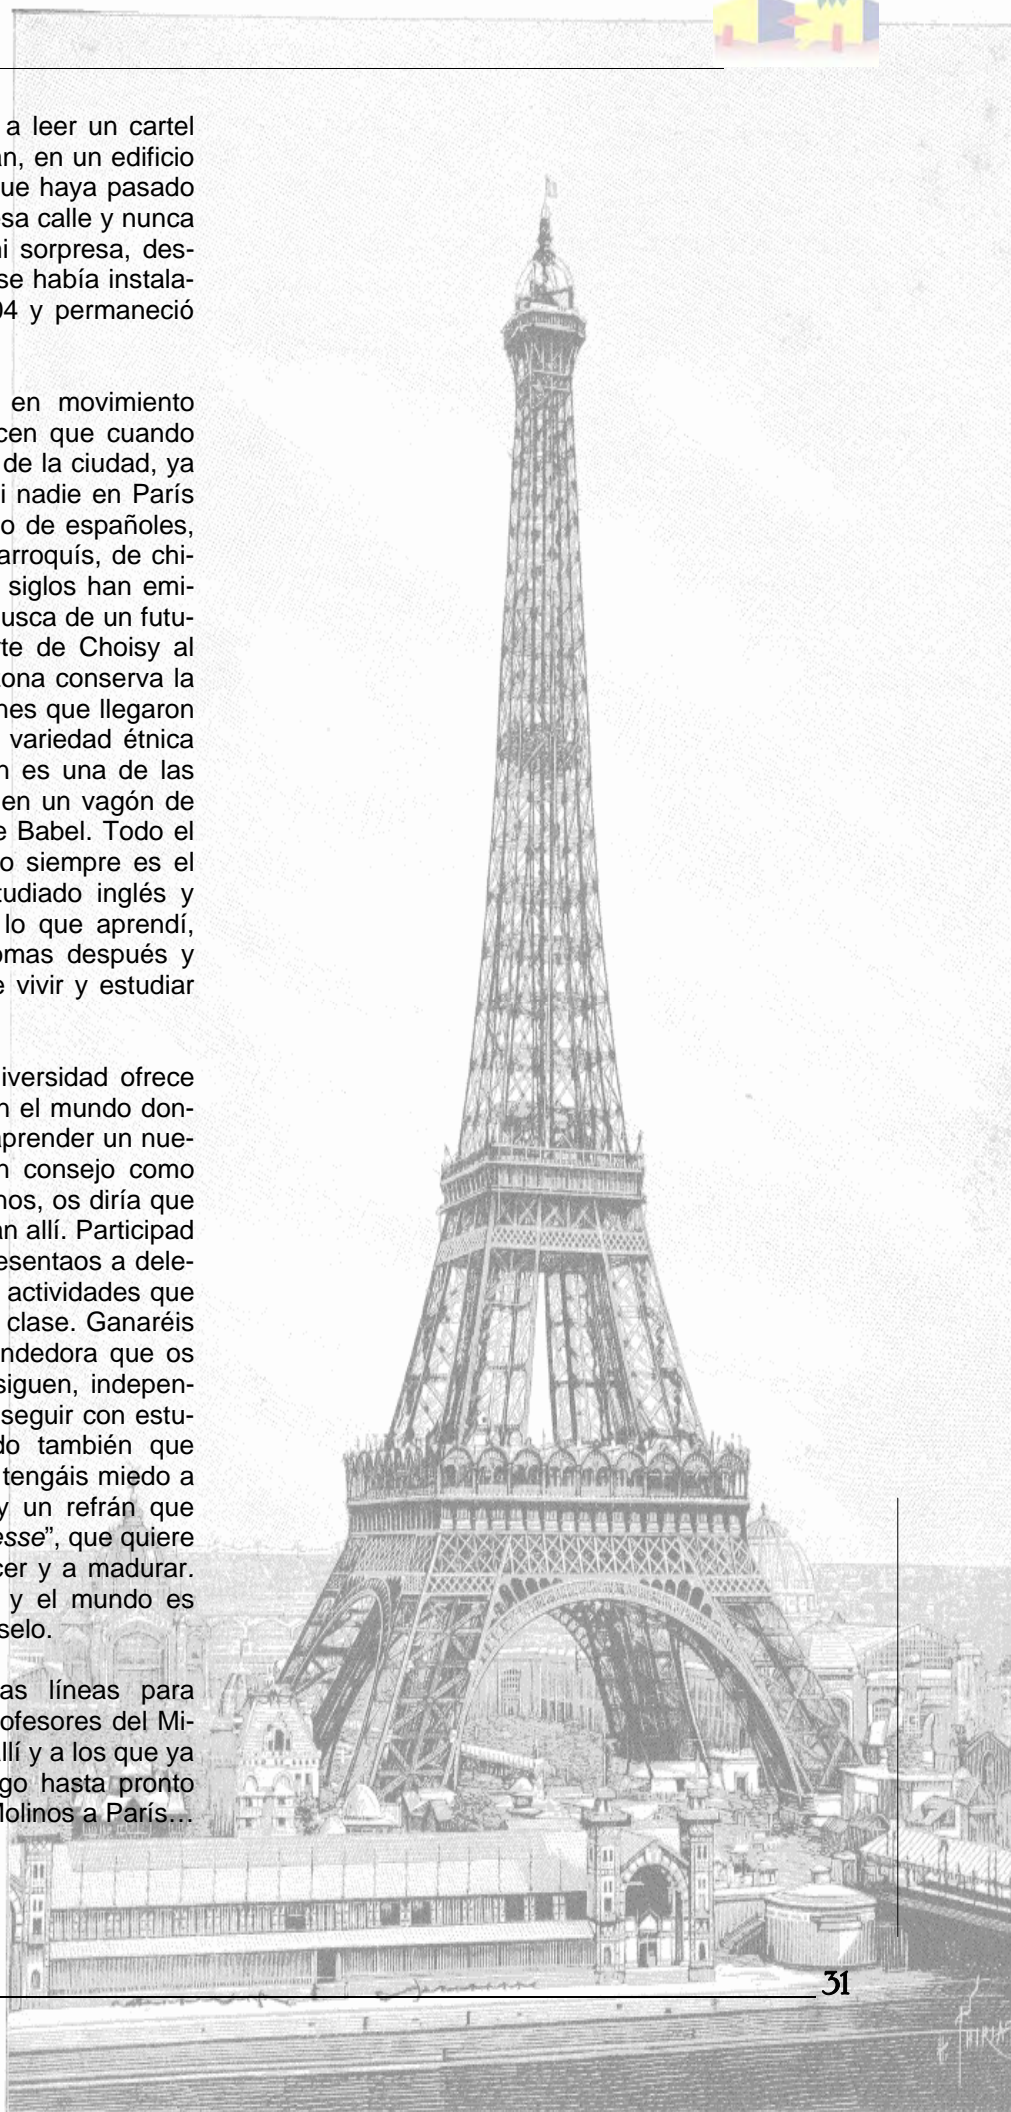 a leer un cartel
an, en un edificio
ue haya pasado
sa calle y nunca
i sorpresa, des-
se había instala-
04 y permaneció
en movimiento
cen que cuando
de la ciudad, ya
i nadie en París
o de españoles,
arroquís, de chi-
siglos han emi-
usca de un futu-
rte de Choisy al
ona conserva la
nes que llegaron
variedad étnica
n es una de las
en un vagón de
e Babel. Todo el
o siempre es el
tudiado inglés y
lo que aprendí,
omas después y
e vivir y estudiar
iversidad ofrece
n el mundo don-
aprender un nue-
n consejo como
nos, os diría que
an allí. Participad
esentaos a dele-
actividades que
clase. Ganaréis
ndedora que os
siguen, indepen-
seguir con estu-
do también que
tengáis miedo a
y un refrán que
esse”, que quiere
cer y a madurar.
y el mundo es
selo.
as líneas para
ofesores del Mi-
llí y a los que ya
go hasta pronto
Molinos a París…
31